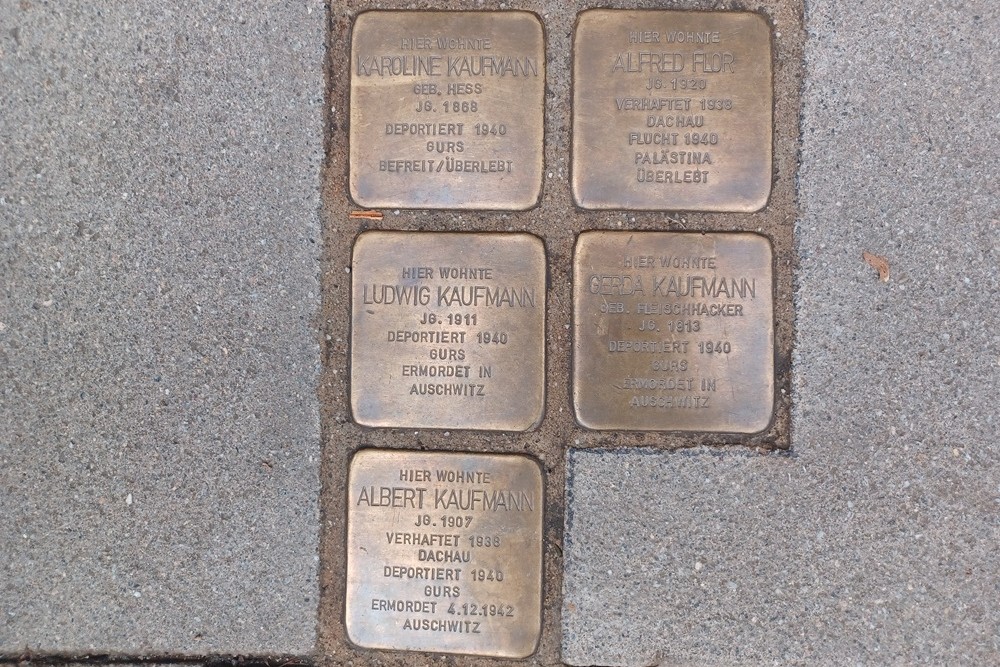 HIER WOHNTE
KAROLINE KAUFMANN
GEB. HESS
JG. 1868
DEPORTIERT 1940
GURS
BEFREIT/ÜBERLEBT
HIER WOHNTE
ALFRED FLOR
JG. 1920
VERHAFTET 1938
DACHAU
FLUCHT 1940
PALÄSTINA
ÜBERLEBT
HIER WOHNTE
LUDWIG KAUFMANN
JG. 1911
DEPORTIERT 1940
GURS
ERMORDET IN
AUSCHWITZ
HIER WOHNTE
GERDA KAUFMANN
GEB. FLEISCHHACKER
JG. 1913
DEPORTIERT 1940
GURS
ERMORDET IN
AUSCHWITZ
HIER WOHNTE
ALBERT KAUFMANN
JG. 1907
VERHAFTET 1938
DACHAU
DEPORTIERT 1940
GURS
ERMORDET 4.12.1942
AUSCHWITZ